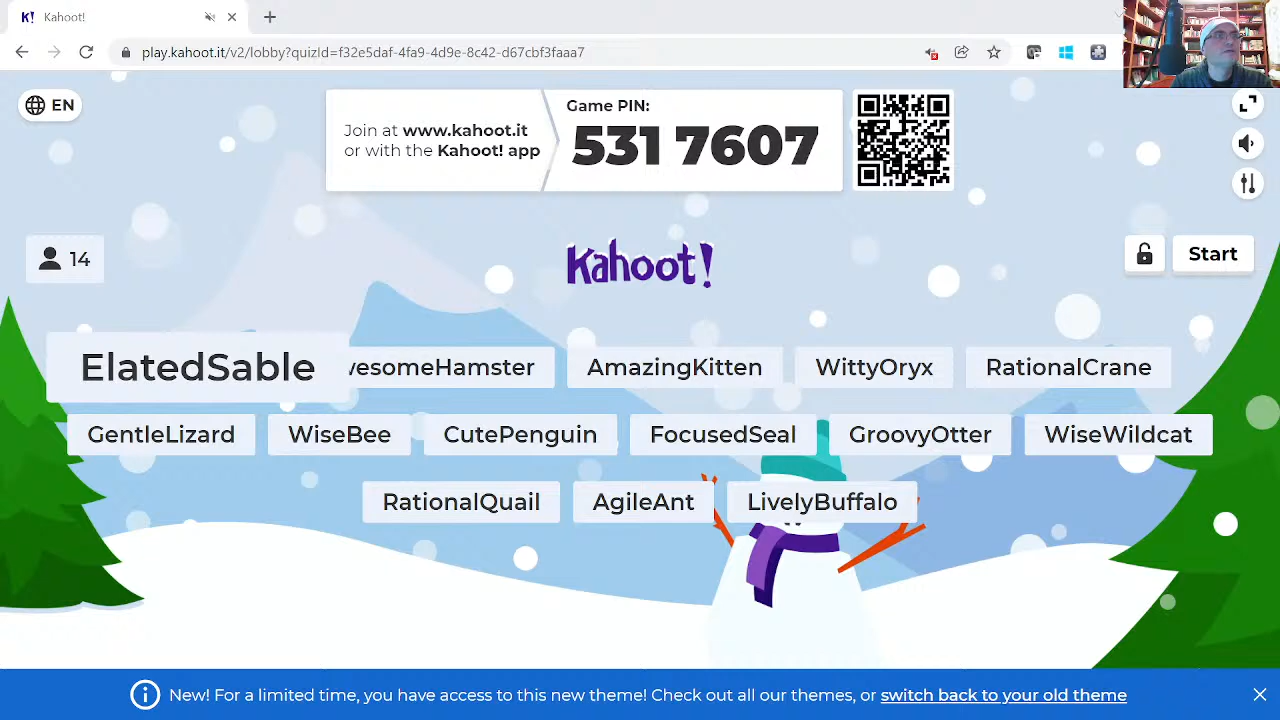 K! Kahoot!
play.kahoot.it/v2/lobby?quizId=f32e5daf-4fa9-4d9e-8c42-d67cbf3faaa7
EN
Join at www.kahoot.it
or with the Kahoot! app
Game PIN:
531 7607
14
Kahoot!
Start
ElatedSable wesomeHamster AmazingKitten WittyOryx RationalCrane
GentleLizard WiseBee CutePenguin FocusedSeal GroovyOtter WiseWildcat
RationalQuail AgileAnt LivelyBuffalo
New! For a limited time, you have access to this new theme! Check out all our themes, or switch back to your old theme